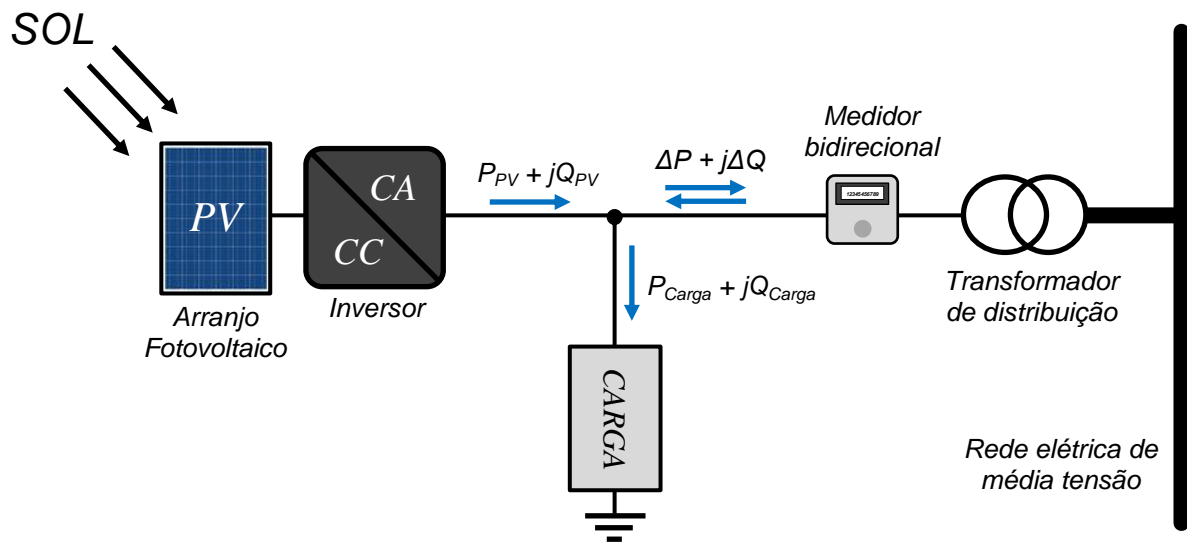 SOL
PV
Arranjo
Fotovoltaico
CA
CC
Inversor
P_PV + jQ_PV
ΔP + jΔQ
P_Carga + jQ_Carga
CARGA
Medidor
bidirecional
12345456789
Transformador
de distribuição
Rede elétrica de
média tensão